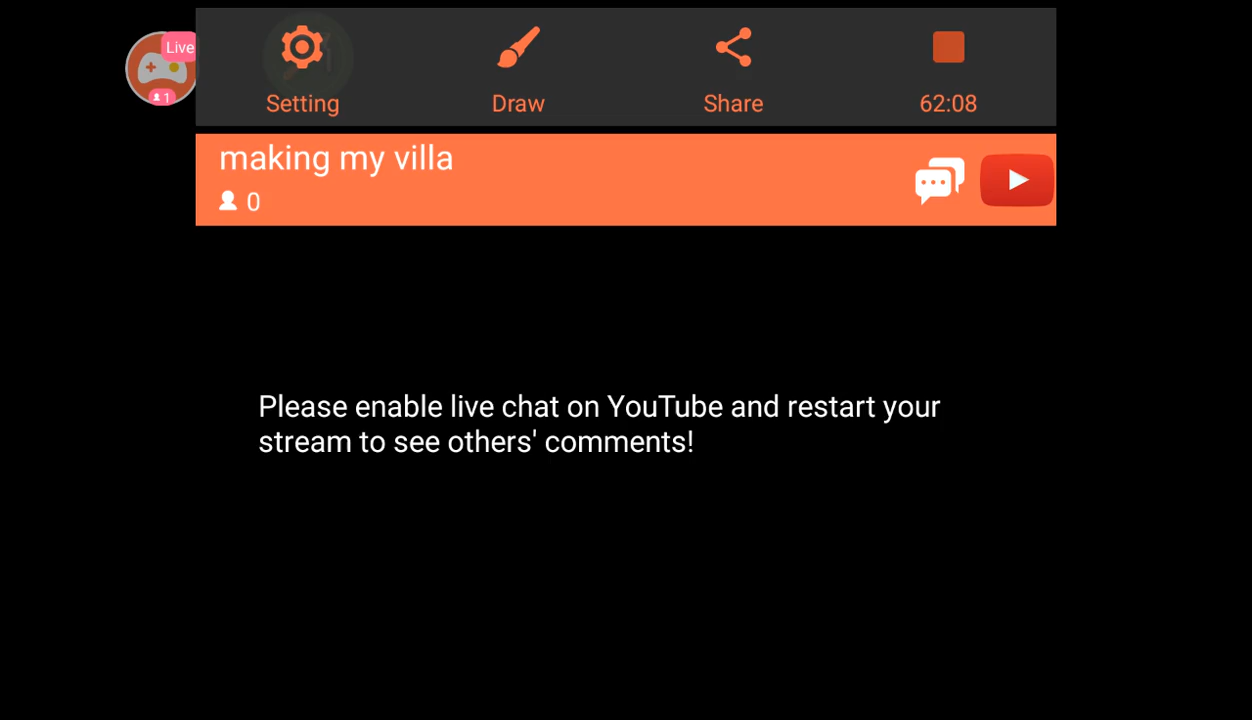 Live
1
Setting
Draw
Share
62:08
making my villa
0
Please enable live chat on YouTube and restart your
stream to see others' comments!